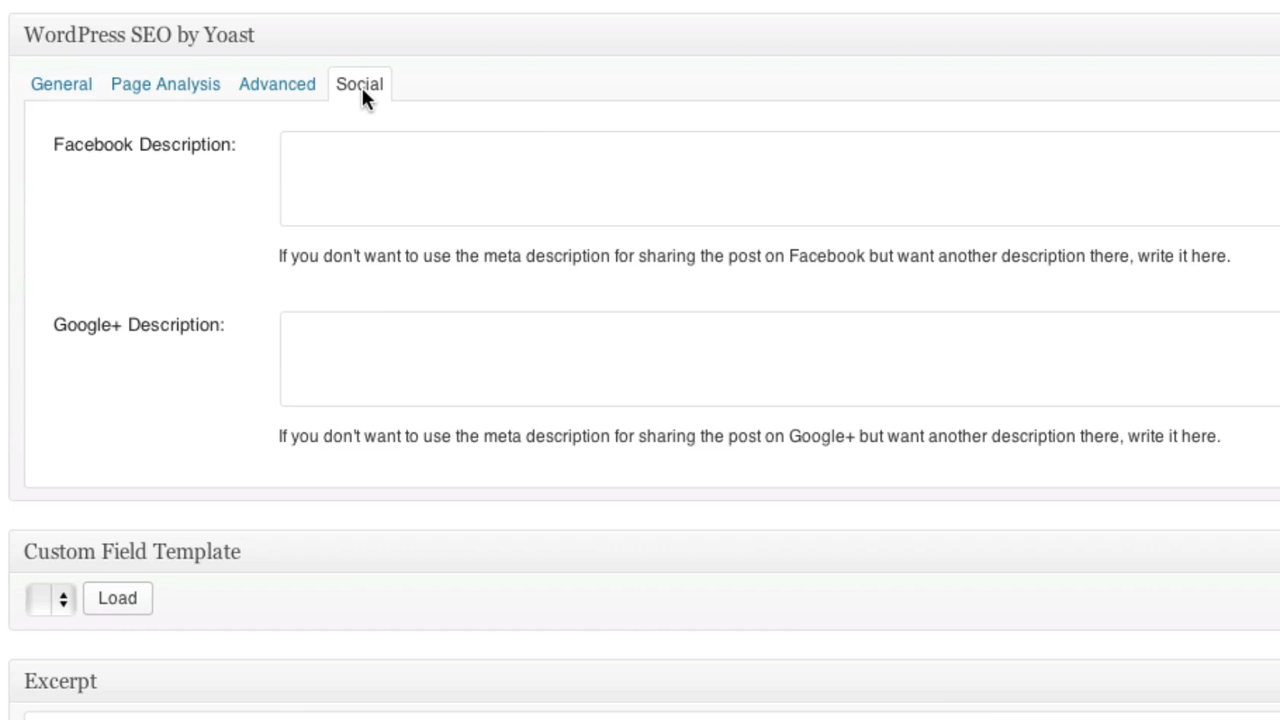 WordPress SEO by Yoast
General Page Analysis Advanced Social
Facebook Description:
If you don't want to use the meta description for sharing the post on Facebook but want another description there, write it here.
Google+ Description:
If you don't want to use the meta description for sharing the post on Google+ but want another description there, write it here.
Custom Field Template
Load
Excerpt